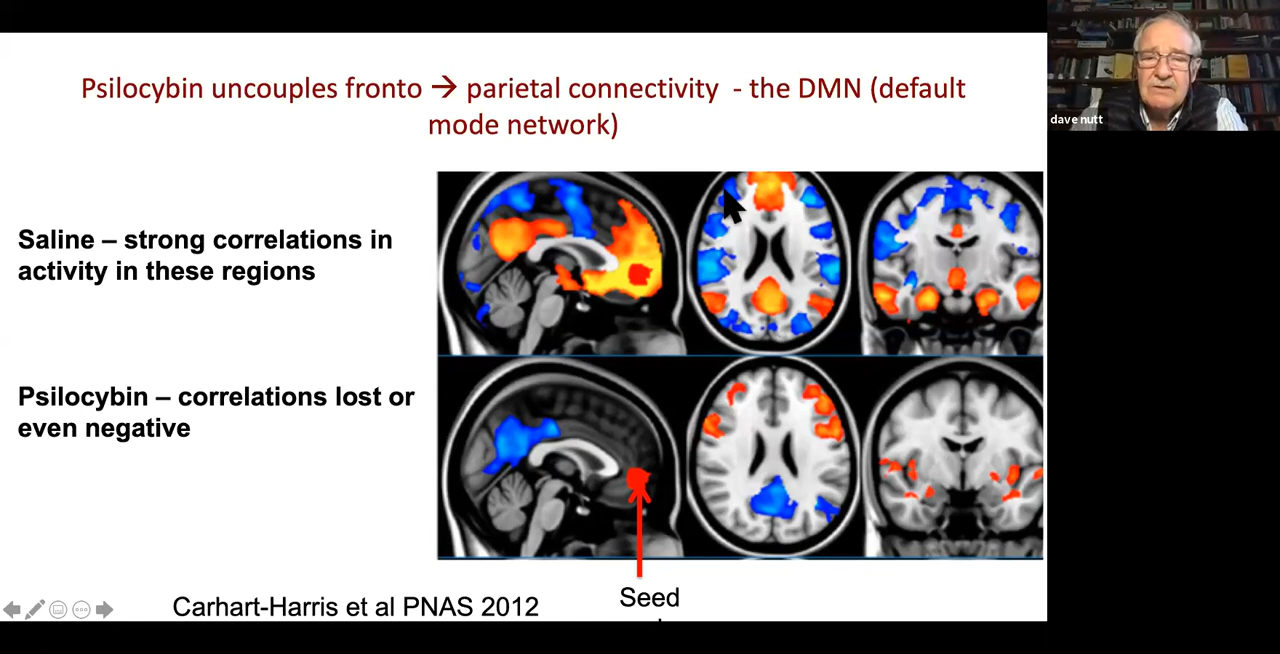 Psilocybin uncouples fronto → parietal connectivity - the DMN (default
mode network)
dave nutt
Saline – strong correlations in
activity in these regions
Psilocybin – correlations lost or
even negative
Carhart-Harris et al PNAS 2012
Seed